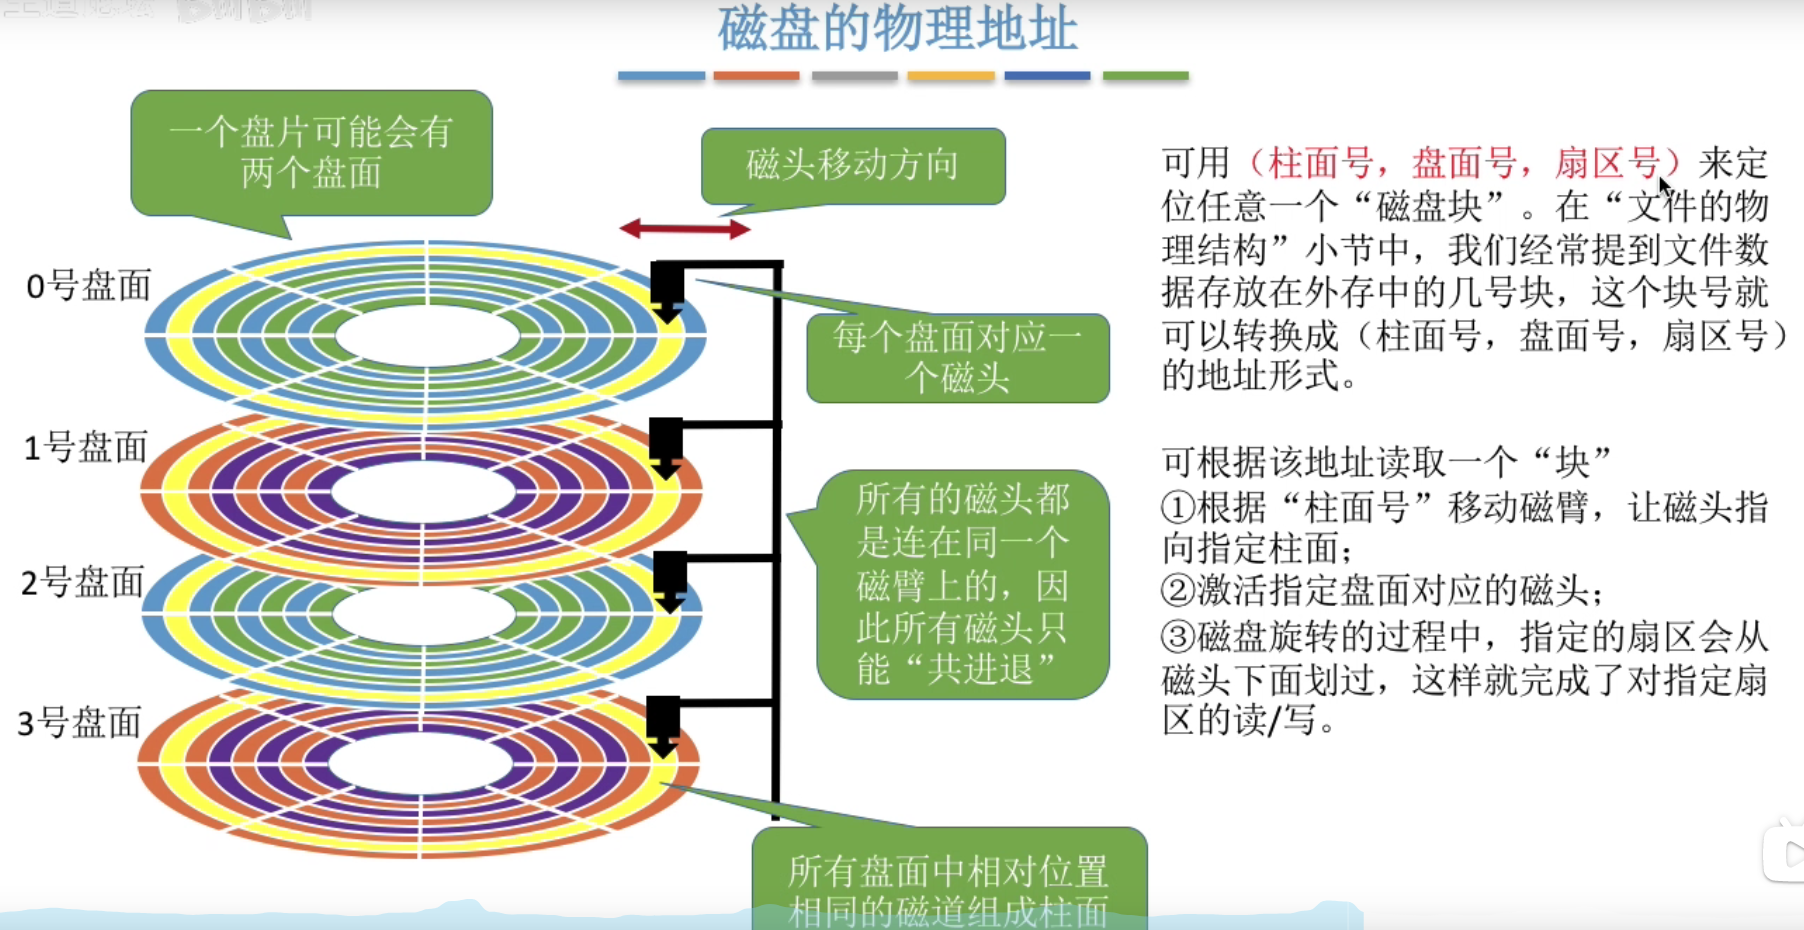 磁盘的物理地址
一个盘片可能会有
两个盘面
磁头移动方向
0号盘面
每个盘面对应一
个磁头
1号盘面
所有的磁头都
是连在同一个
磁臂上的，因
此所有磁头只
能“共进退”
2号盘面
3号盘面
所有盘面中相对位置
相同的磁道组成柱面
可用（柱面号，盘面号，扇区号）来定
位任意一个“磁盘块”。在“文件的物
理结构”小节中，我们经常提到文件数
据存放在外存中的几号块，这个块号就
可以转换成（柱面号，盘面号，扇区号）
的地址形式。
可根据该地址读取一个“块”
①根据“柱面号”移动磁臂，让磁头指
向指定柱面；
②激活指定盘面对应的磁头；
③磁盘旋转的过程中，指定的扇区会从
磁头下面划过，这样就完成了对指定扇
区的读/写。